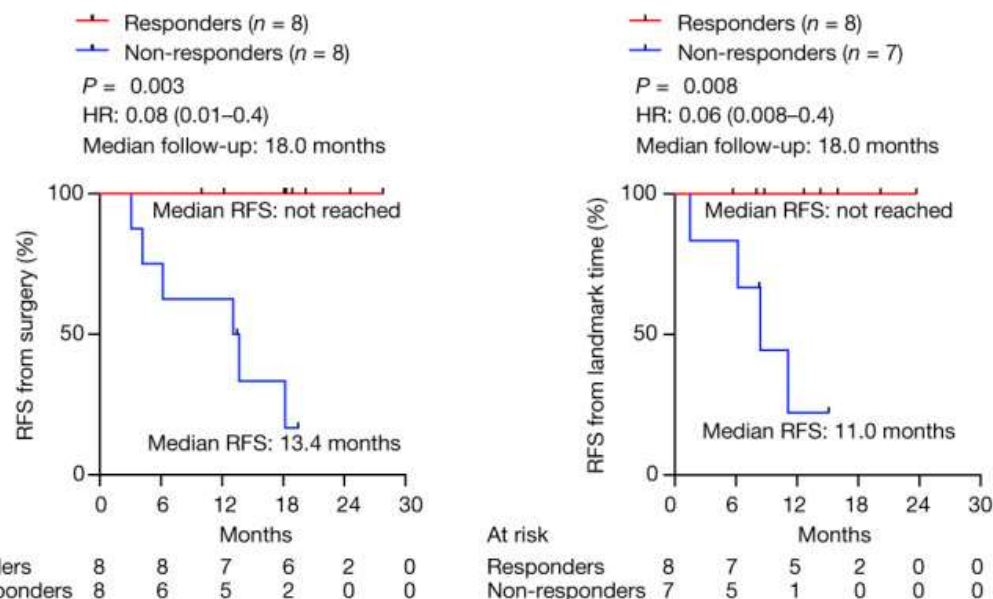 Responders (n = 8)
Non-responders (n = 8)
P = 0.003
HR: 0.08 (0.01–0.4)
Median follow-up: 18.0 months
RFS from surgery (%)
100
50
0
Median RFS: not reached
Median RFS: 13.4 months
0 6 12 18 24 30
Months
ders 8 8 7 6 2 0
ponders 8 6 5 2 0 0
Responders (n = 8)
Non-responders (n = 7)
P = 0.008
HR: 0.06 (0.008–0.4)
Median follow-up: 18.0 months
RFS from landmark time (%)
100
50
0
Median RFS: not reached
Median RFS: 11.0 months
0 6 12 18 24 30
Months
At risk
Responders 8 7 5 2 0 0
Non-responders 7 5 1 0 0 0